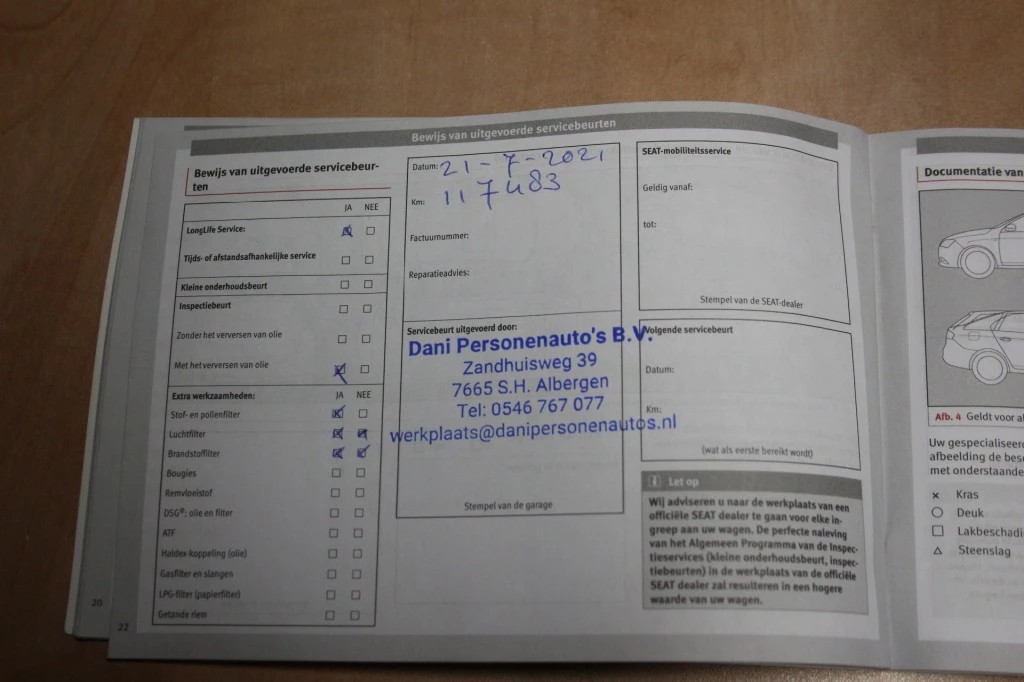 Bewijs van uitgevoerde servicebeurten
Bewijs van uitgevoerde servicebeur-
ten
JA NEE
LongLife Service:
Tijds- of afstandsafhankelijke service
Kleine onderhoudsbeurt
Inspectiebeurt
Zonder het verversen van olie
Met het verversen van olie
Extra werkzaamheden: JA NEE
Stof- en pollenfilter
Luchtfilter
Brandstoffilter
Bougies
Remvloeistof
DSG®: olie en filter
ATF
Haldex-koppeling (olie)
Gasfilter en slangen
LPG-filter (papierfilter)
Getande riem
20
22
Datum: 21-7-2021
Km: 117483
Factuurnummer:
Reparatieadvies:
Servicebeurt uitgevoerd door:
Dani Personenauto's B.V.
Zandhuisweg 39
7665 S.H. Albergen
Tel: 0546 767 077
werkplaats@danipersonenautos.nl
Stempel van de garage
SEAT-mobiliteitsservice
Geldig vanaf:
tot:
Stempel van de SEAT-dealer
Volgende servicebeurt
Datum:
Km:
(wat als eerste bereikt wordt)
Let op
Wij adviseren u naar de werkplaats van een
officiële SEAT dealer te gaan voor elke in-
greep aan uw wagen. De perfecte naleving
van het Algemeen Programma van de Inspec-
tieservices (kleine onderhoudsbeurt, inspec-
tiebeurten) in de werkplaats van de officiële
SEAT dealer zal resulteren in een hogere
waarde van uw wagen.
Documentatie van
Afb. 4 Geldt voor al
Uw gespecialiseerd
afbeelding de bes
met onderstaande
Kras
Deuk
Lakbeschadi
Steenslag